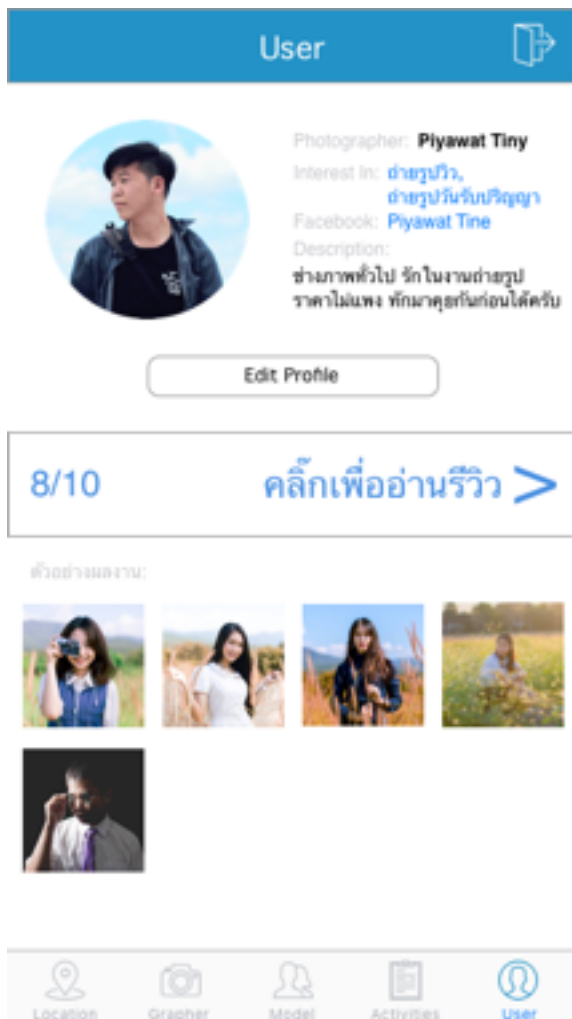 User
Photographer: Piyawat Tiny
Interest In: ถ่ายรูปวิว,
ถ่ายรูปวันรับปริญญา
Facebook: Piyawat Tine
Description:
ช่างภาพทั่วไป รักในงานถ่ายรูป
ราคาไม่แพง ทักมาคุยกันก่อนได้ครับ
Edit Profile
8/10 คลิ๊กเพื่ออ่านรีวิว >
ตัวอย่างผลงาน:
Location Grapher Model Activities User